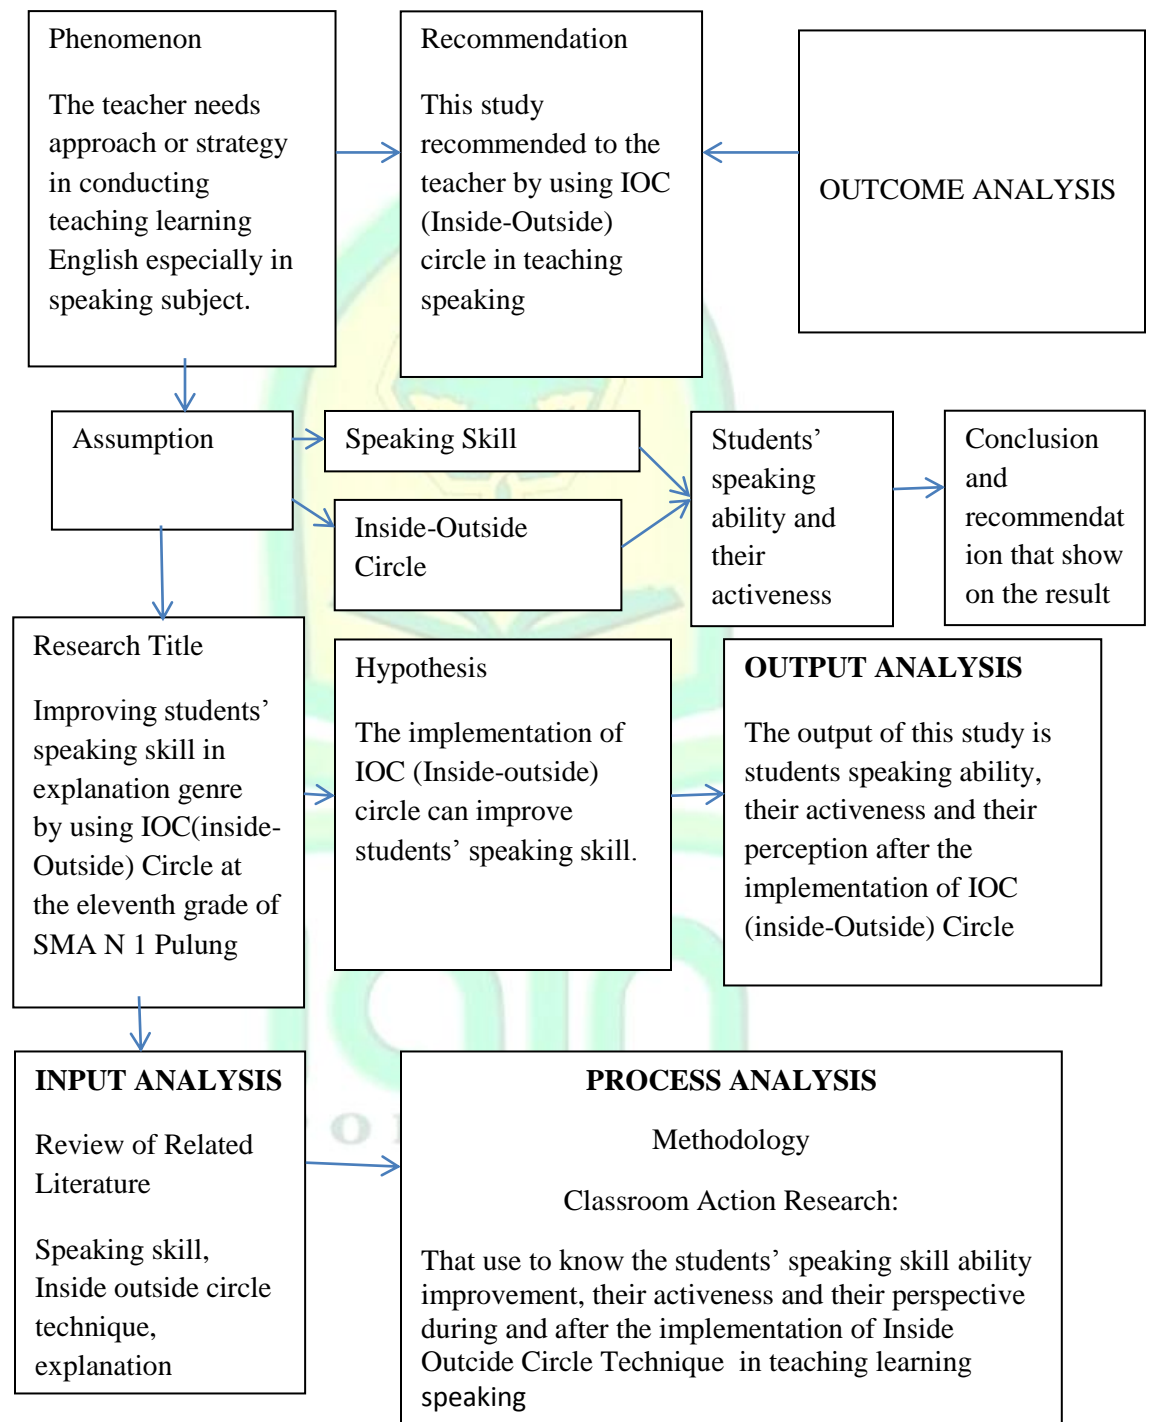 Phenomenon
The teacher needs
approach or strategy
in conducting
teaching learning
English especially in
speaking subject.
Recommendation
This study
recommended to the
teacher by using IOC
(Inside-Outside)
circle in teaching
speaking
OUTCOME ANALYSIS
Assumption
Speaking Skill
Inside-Outside
Circle
Students’
speaking
ability and
their
activeness
Conclusion
and
recommendat
ion that show
on the result
Research Title
Improving students’
speaking skill in
explanation genre
by using IOC(inside-
Outside) Circle at
the eleventh grade of
SMA N 1 Pulung
Hypothesis
The implementation of
IOC (Inside-outside)
circle can improve
students’ speaking skill.
OUTPUT ANALYSIS
The output of this study is
students speaking ability,
their activeness and their
perception after the
implementation of IOC
(inside-Outside) Circle
INPUT ANALYSIS
Review of Related
Literature
Speaking skill,
Inside outside circle
technique,
explanation
PROCESS ANALYSIS
Methodology
Classroom Action Research:
That use to know the students’ speaking skill ability
improvement, their activeness and their perspective
during and after the implementation of Inside
Outcide Circle Technique in teaching learning
speaking